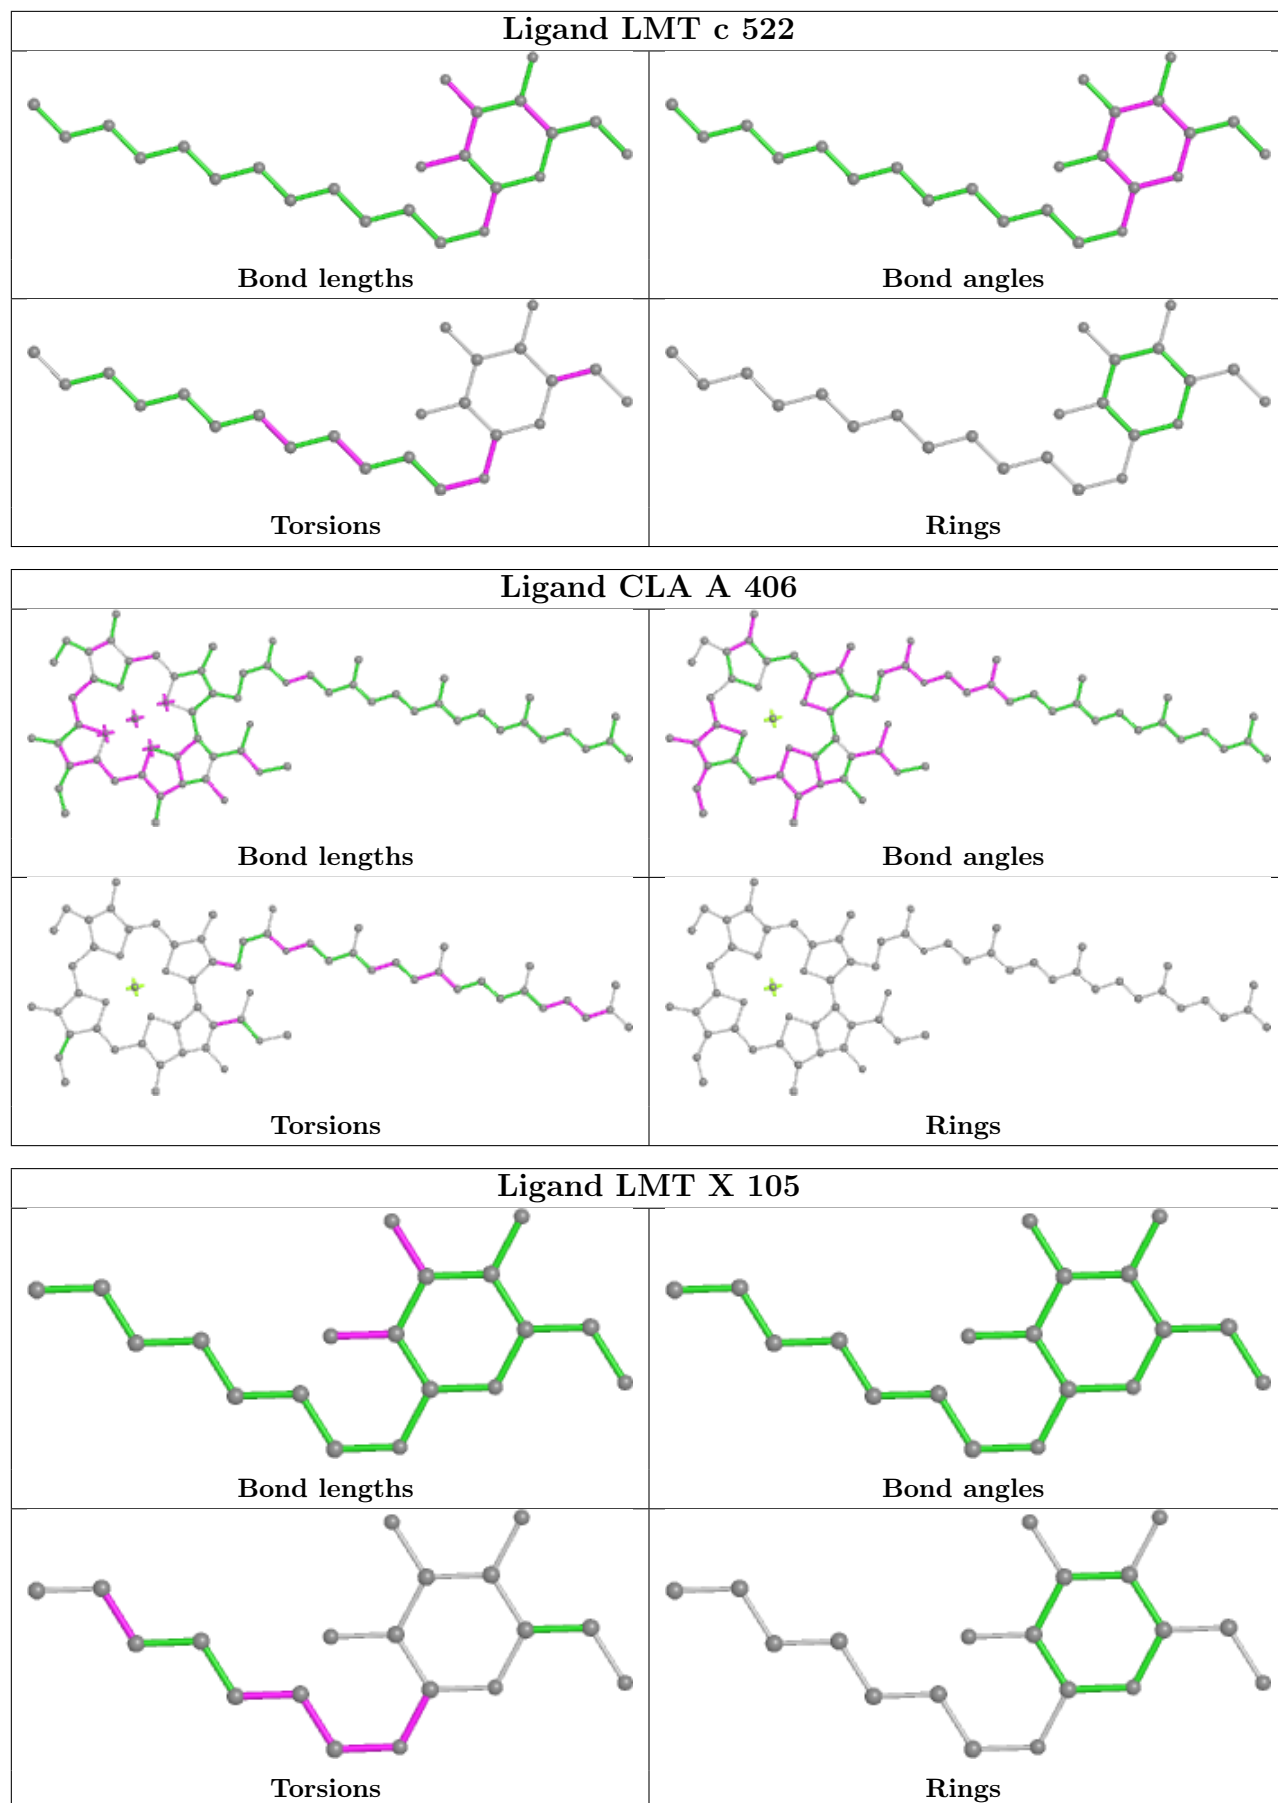 Ligand LMT c 522
Bond lengths
Bond angles
Torsions
Rings
Ligand CLA A 406
Bond lengths
Bond angles
Torsions
Rings
Ligand LMT X 105
Bond lengths
Bond angles
Torsions
Rings